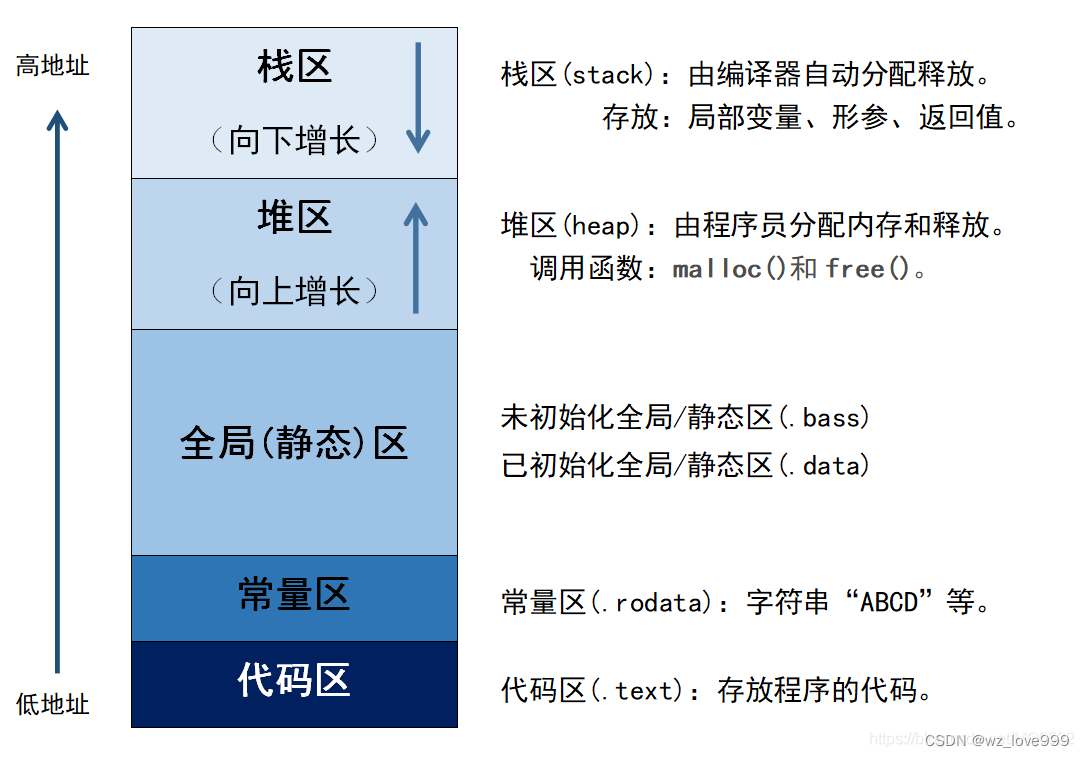 高地址
栈区
（向下增长）
栈区(stack)：由编译器自动分配释放。
存放：局部变量、形参、返回值。
堆区
（向上增长）
堆区(heap)：由程序员分配内存和释放。
调用函数：malloc()和 free()。
全局(静态)区
未初始化全局/静态区(.bass)
已初始化全局/静态区(.data)
常量区
常量区(.rodata)：字符串“ABCD”等。
代码区
代码区(.text)：存放程序的代码。
低地址
CSDN @wz_love999